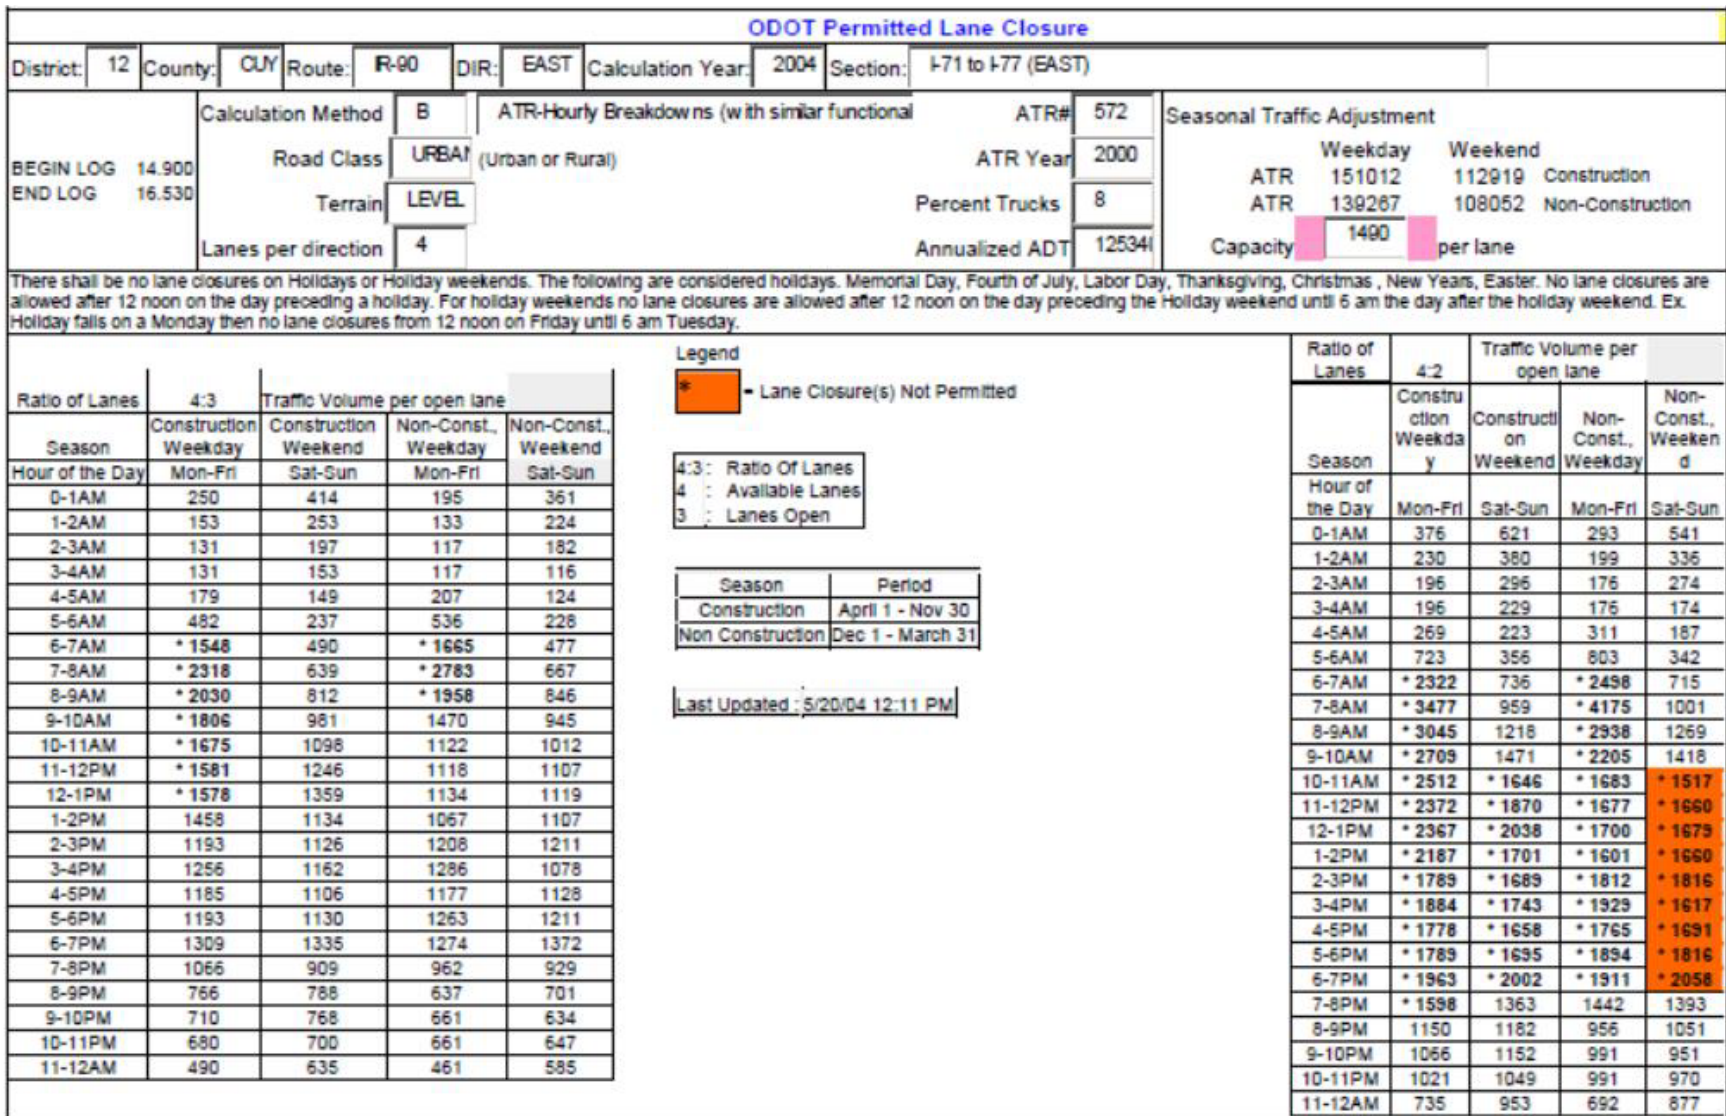 ODOT Permitted Lane Closure
District: 12 County: CUY Route: IR-90 DIR: EAST Calculation Year: 2004 Section: I-71 to I-77 (EAST)
BEGIN LOG 14.900
END LOG 16.530
Calculation Method B ATR-Hourly Breakdowns (with similar functional
Road Class URBAN (Urban or Rural)
Terrain LEVEL
Lanes per direction 4
ATR# 572
ATR Year 2000
Percent Trucks 8
Annualized ADT 12534
Seasonal Traffic Adjustment
Weekday Weekend
ATR 151012 112919 Construction
ATR 139267 108052 Non-Construction
Capacity 1490 per lane
There shall be no lane closures on Holidays or Holiday weekends. The following are considered holidays. Memorial Day, Fourth of July, Labor Day, Thanksgiving, Christmas , New Years, Easter. No lane closures are
allowed after 12 noon on the day preceding a holiday. For holiday weekends no lane closures are allowed after 12 noon on the day preceding the Holiday weekend until 6 am the day after the holiday weekend. Ex.
Holiday falls on a Monday then no lane closures from 12 noon on Friday until 6 am Tuesday.
Ratio of Lanes 4:3 Traffic Volume per open lane
Season Construction Weekday Construction Weekend Non-Const., Weekday Non-Const., Weekend
Hour of the Day Mon-Fri Sat-Sun Mon-Fri Sat-Sun
0-1AM 250 414 195 361
1-2AM 153 253 133 224
2-3AM 131 197 117 182
3-4AM 131 153 117 116
4-5AM 179 149 207 124
5-6AM 482 237 536 228
6-7AM * 1548 490 * 1665 477
7-8AM * 2318 639 * 2783 667
8-9AM * 2030 812 * 1958 846
9-10AM * 1806 981 1470 945
10-11AM * 1675 1098 1122 1012
11-12PM * 1581 1246 1118 1107
12-1PM * 1578 1359 1134 1119
1-2PM 1458 1134 1067 1107
2-3PM 1193 1126 1208 1211
3-4PM 1256 1162 1286 1078
4-5PM 1185 1106 1177 1128
5-6PM 1193 1130 1263 1211
6-7PM 1309 1335 1274 1372
7-8PM 1066 909 962 929
8-9PM 766 788 637 701
9-10PM 710 768 661 634
10-11PM 680 700 661 647
11-12AM 490 635 461 585
Legend
* - Lane Closure(s) Not Permitted
4:3 : Ratio Of Lanes
4 : Available Lanes
3 : Lanes Open
Season Period
Construction April 1 - Nov 30
Non Construction Dec 1 - March 31
Last Updated : 5/20/04 12:11 PM
Ratio of Lanes 4:2 Traffic Volume per open lane
Season Construction Weekday Construction Weekend Non-Const., Weekday Non-Const., Weekend
Hour of the Day Mon-Fri Sat-Sun Mon-Fri Sat-Sun
0-1AM 376 621 293 541
1-2AM 230 380 199 336
2-3AM 196 296 176 274
3-4AM 196 229 176 174
4-5AM 269 223 311 187
5-6AM 723 356 803 342
6-7AM * 2322 736 * 2498 715
7-8AM * 3477 959 * 4175 1001
8-9AM * 3045 1218 * 2938 1269
9-10AM * 2709 1471 * 2205 1418
10-11AM * 2512 * 1646 * 1683 * 1517
11-12PM * 2372 * 1870 * 1677 * 1660
12-1PM * 2367 * 2038 * 1700 * 1679
1-2PM * 2187 * 1701 * 1601 * 1660
2-3PM * 1789 * 1689 * 1812 * 1816
3-4PM * 1884 * 1743 * 1929 * 1617
4-5PM * 1778 * 1658 * 1765 * 1691
5-6PM * 1789 * 1695 * 1894 * 1816
6-7PM * 1963 * 2002 * 1911 * 2058
7-8PM * 1598 1363 1442 1393
8-9PM 1150 1182 956 1051
9-10PM 1066 1152 991 951
10-11PM 1021 1049 991 970
11-12AM 735 953 692 877